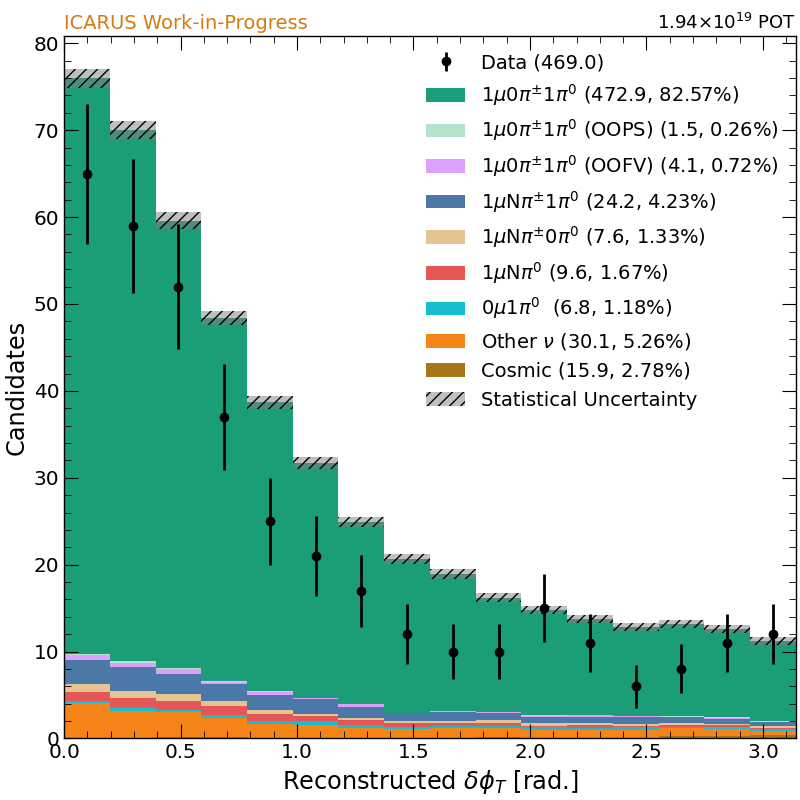 ICARUS Work-in-Progress 1.94×10¹⁹ POT
80
70
60
50
40
30
20
10
0
Candidates
Data (469.0)
1μ0π±1π⁰ (472.9, 82.57%)
1μ0π±1π⁰ (OOPS) (1.5, 0.26%)
1μ0π±1π⁰ (OOFV) (4.1, 0.72%)
1μNπ±1π⁰ (24.2, 4.23%)
1μNπ±0π⁰ (7.6, 1.33%)
1μNπ⁰ (9.6, 1.67%)
0μ1π⁰ (6.8, 1.18%)
Other ν (30.1, 5.26%)
Cosmic (15.9, 2.78%)
Statistical Uncertainty
0.0 0.5 1.0 1.5 2.0 2.5 3.0
Reconstructed δϕ_T [rad.]